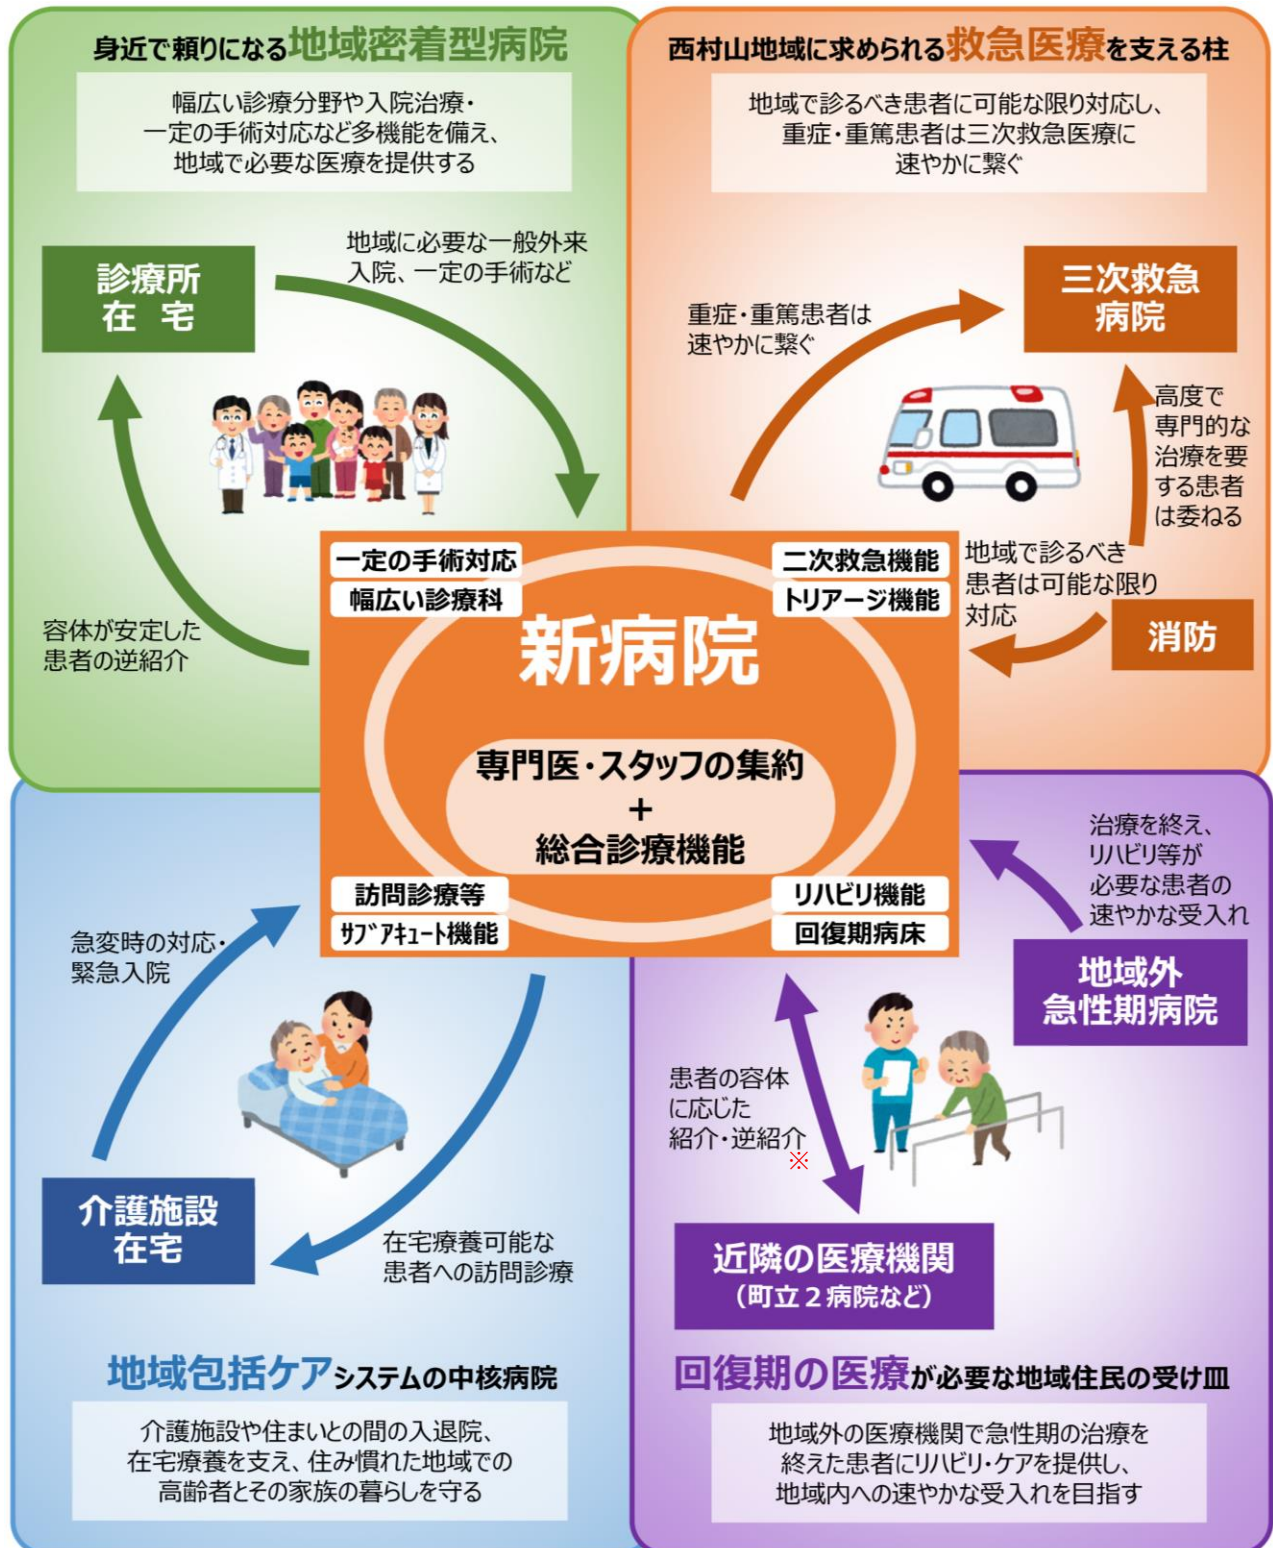 身近で頼りになる地域密着型病院
幅広い診療分野や入院治療・
一定の手術対応など多機能を備え、
地域で必要な医療を提供する
診療所
在 宅
地域に必要な一般外来
入院、一定の手術など
容体が安定した
患者の逆紹介
西村山地域に求められる救急医療を支える柱
地域で診るべき患者に可能な限り対応し、
重症・重篤患者は三次救急医療に
速やかに繋ぐ
三次救急
病院
重症・重篤患者は
速やかに繋ぐ
高度で
専門的な
治療を要
する患者
は委ねる
地域で診るべき
患者は可能な限り
対応
消防
一定の手術対応
幅広い診療科
二次救急機能
トリアージ機能
新病院
専門医・スタッフの集約
+
総合診療機能
訪問診療等
ｻﾌﾞｱｷｭｰﾄ機能
リハビリ機能
回復期病床
急変時の対応・
緊急入院
介護施設
在宅
在宅療養可能な
患者への訪問診療
地域包括ケアシステムの中核病院
介護施設や住まいとの間の入退院、
在宅療養を支え、住み慣れた地域での
高齢者とその家族の暮らしを守る
治療を終え、
リハビリ等が
必要な患者の
速やかな受入れ
地域外
急性期病院
患者の容体
に応じた
紹介・逆紹介
※
近隣の医療機関
（町立２病院など）
回復期の医療が必要な地域住民の受け皿
地域外の医療機関で急性期の治療を
終えた患者にリハビリ・ケアを提供し、
地域内への速やかな受入れを目指す